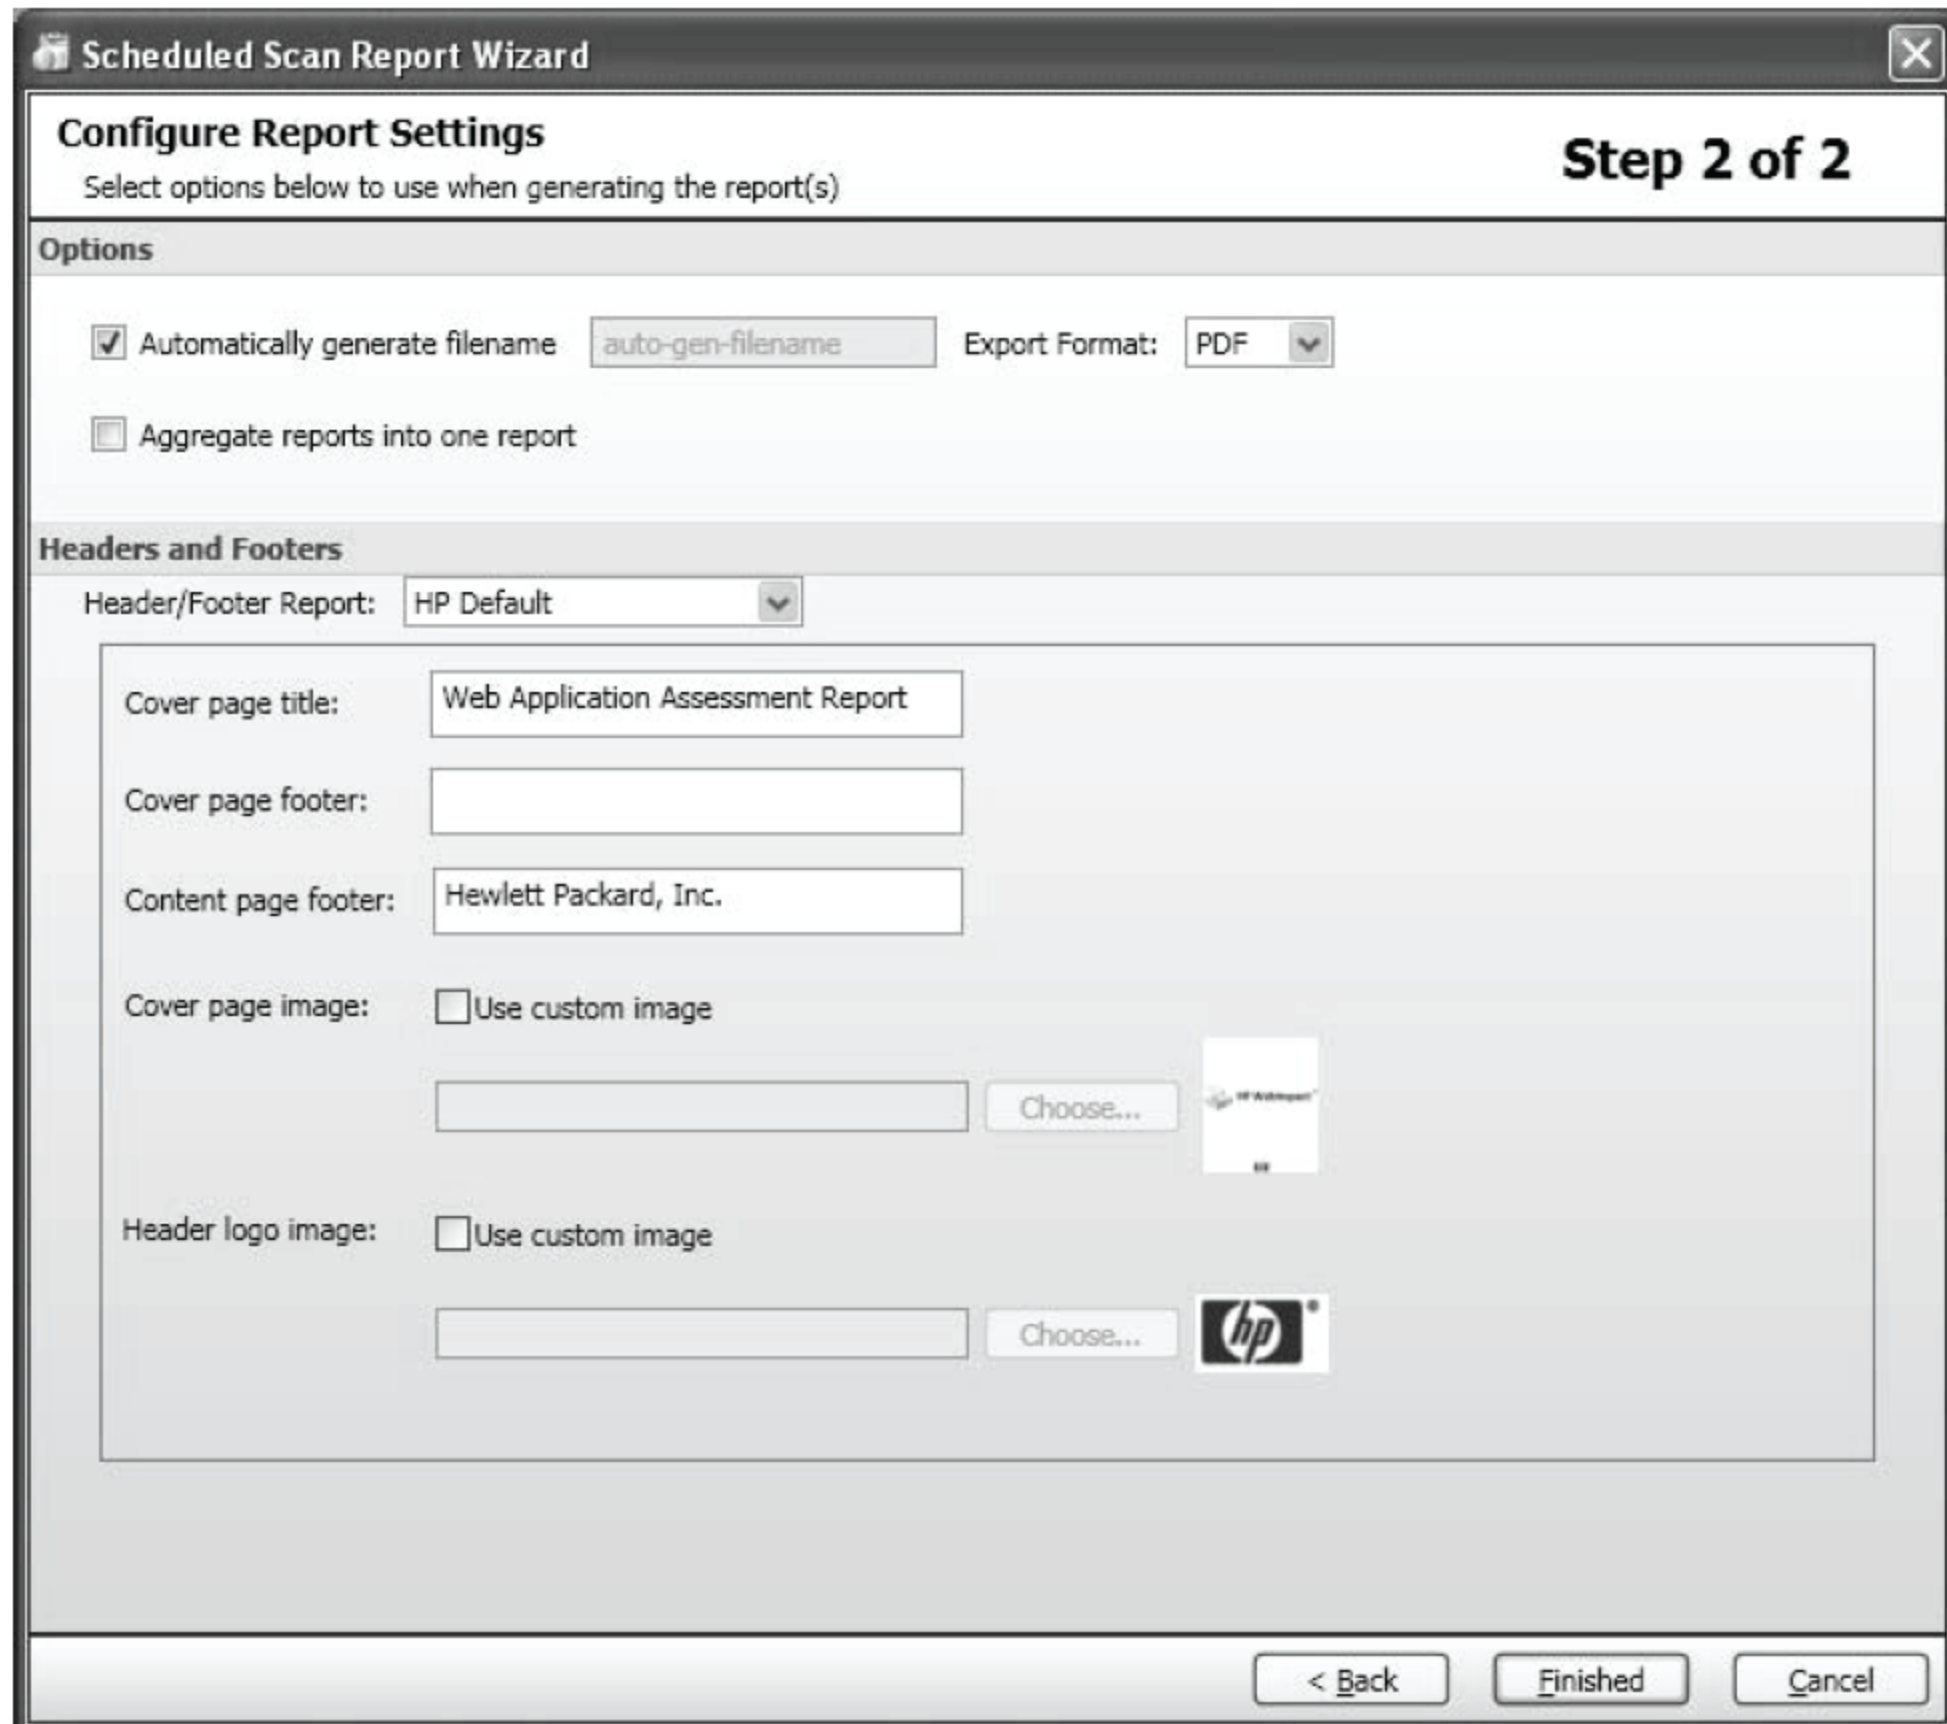 Scheduled Scan Report Wizard
Configure Report Settings
Step 2 of 2
Select options below to use when generating the report(s)
Options
Automatically generate filename auto-gen-filename Export Format: PDF
Aggregate reports into one report
Headers and Footers
Header/Footer Report: HP Default
Cover page title: Web Application Assessment Report
Cover page footer:
Content page footer: Hewlett Packard, Inc.
Cover page image: Use custom image
Choose...
Header logo image: Use custom image
Choose... hp®
< Back Finished Cancel